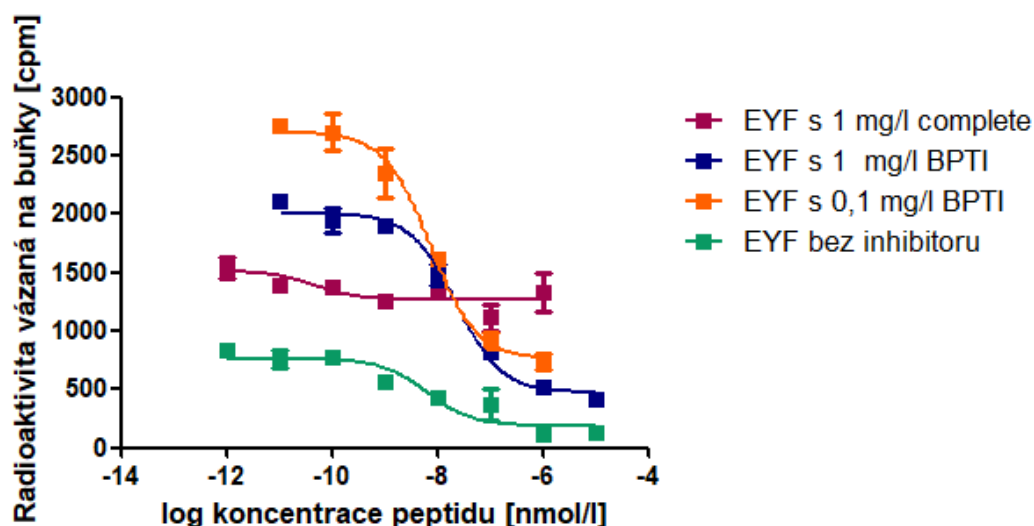 Radioaktivita vázaná na buňky [cpm]
3000
2500
2000
1500
1000
500
0
-14
-12
-10
-8
-6
-4
log koncentrace peptidu [nmol/l]
EYF s 1 mg/l complete
EYF s 1 mg/l BPTI
EYF s 0,1 mg/l BPTI
EYF bez inhibitoru